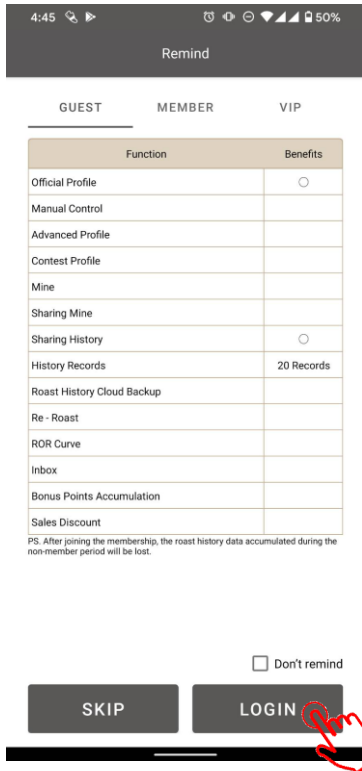 4:45 50%
Remind
GUEST MEMBER VIP
Function Benefits
Official Profile ○
Manual Control
Advanced Profile
Contest Profile
Mine
Sharing Mine
Sharing History ○
History Records 20 Records
Roast History Cloud Backup
Re - Roast
ROR Curve
Inbox
Bonus Points Accumulation
Sales Discount
PS. After joining the membership, the roast history data accumulated during the
non-member period will be lost.
Don't remind
SKIP LOGIN